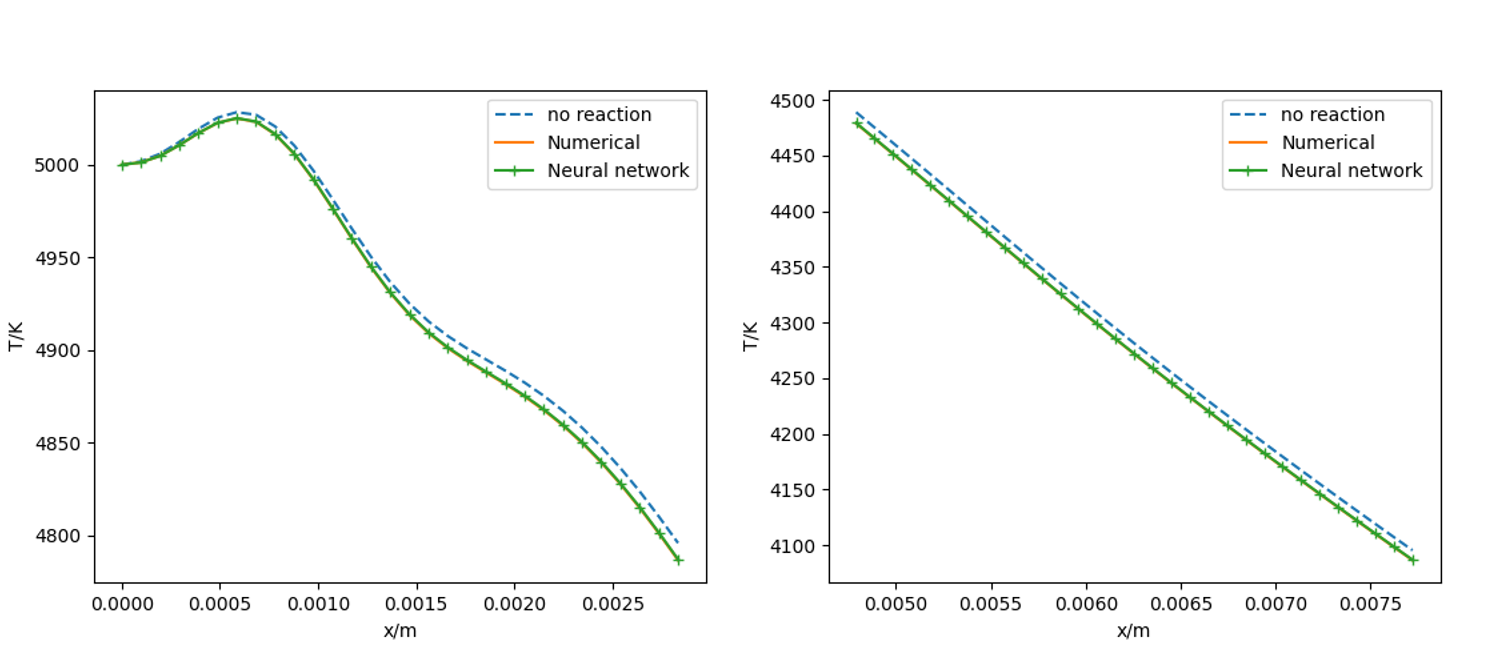 no reaction
Numerical
Neural network
5000
4950
4900
4850
4800
T/K
0.0000 0.0005 0.0010 0.0015 0.0020 0.0025
x/m
no reaction
Numerical
Neural network
4500
4450
4400
4350
4300
4250
4200
4150
4100
T/K
0.0050 0.0055 0.0060 0.0065 0.0070 0.0075
x/m